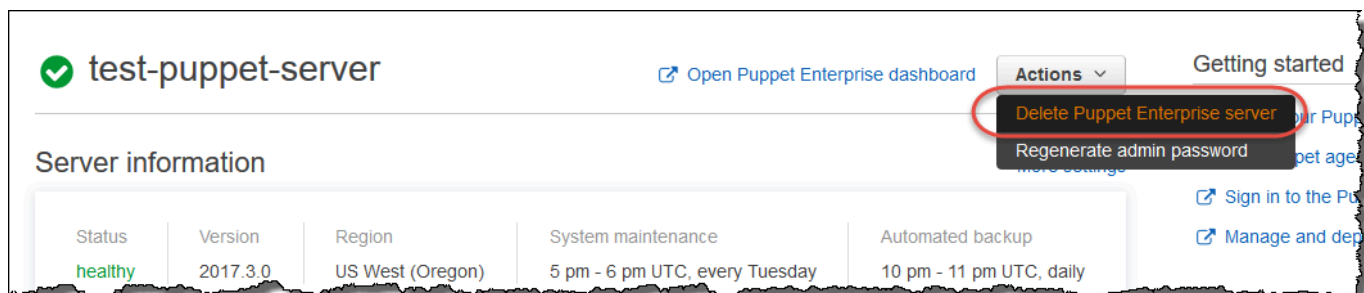 test-puppet-server
Open Puppet Enterprise dashboard
Actions
Delete Puppet Enterprise server
Regenerate admin password
Getting started
Sign in to the
Manage and
Server information
Status
Version
Region
System maintenance
Automated backup
healthy
2017.3.0
US West (Oregon)
5 pm - 6 pm UTC, every Tuesday
10 pm - 11 pm UTC, daily